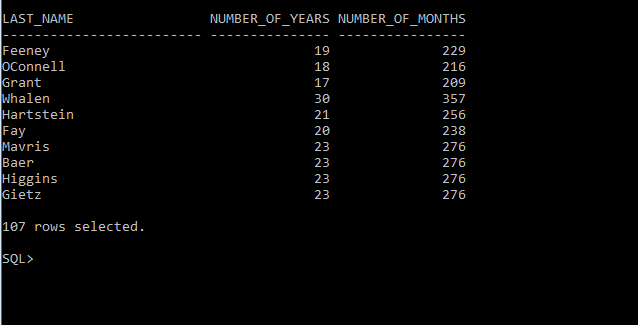 LAST_NAME                 NUMBER_OF_YEARS NUMBER_OF_MONTHS
------------------------- --------------- ----------------
Feeney                                 19              229
OConnell                               18              216
Grant                                  17              209
Whalen                                 30              357
Hartstein                              21              256
Fay                                    20              238
Mavris                                 23              276
Baer                                   23              276
Higgins                                23              276
Gietz                                  23              276
107 rows selected.
SQL>